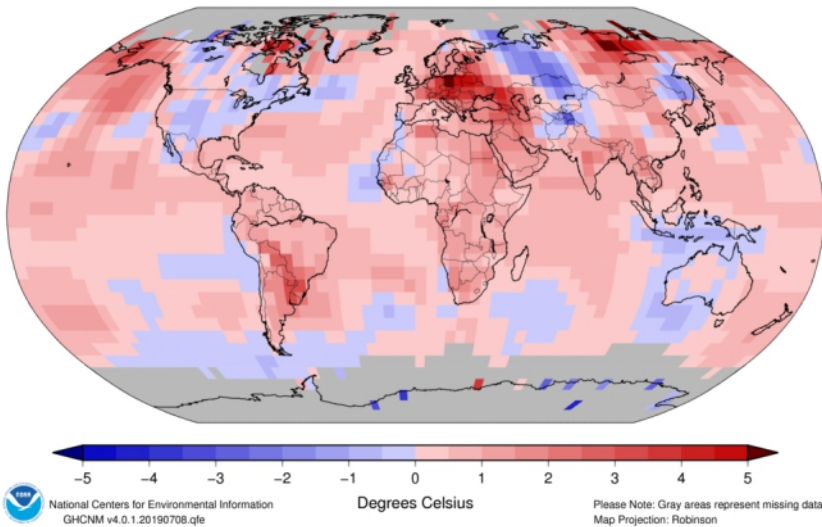 −5 −4 −3 −2 −1 0 1 2 3 4 5
Degrees Celsius
National Centers for Environmental Information
GHCNM v4.0.1.20190708.qfe
Please Note: Gray areas represent missing data
Map Projection: Robinson